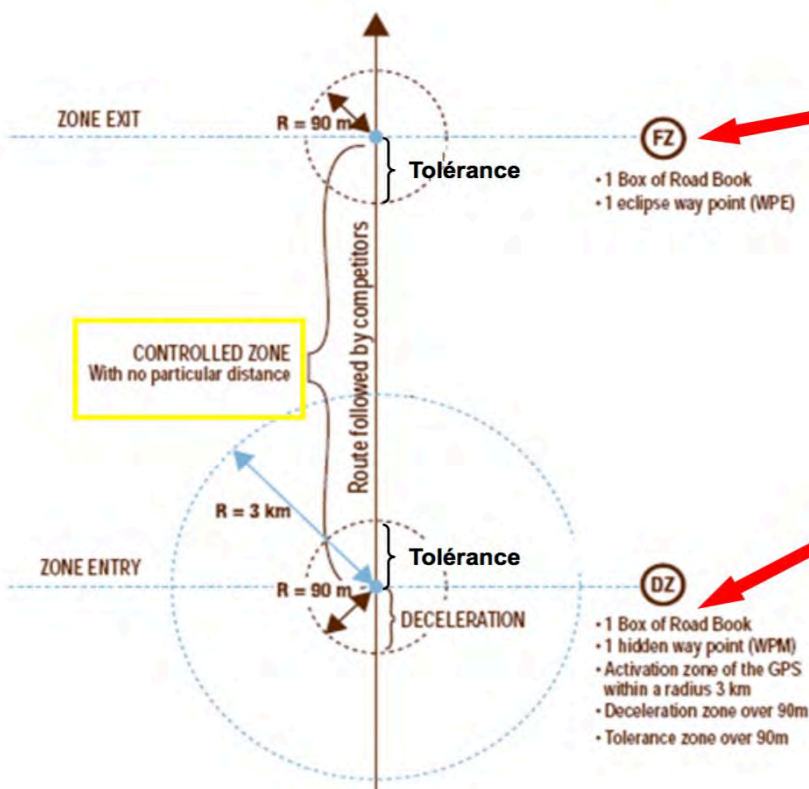 ZONE EXIT
R = 90 m
Tolérance
FZ
• 1 Box of Road Book
• 1 eclipse way point (WPE)
CONTROLLED ZONE
With no particular distance
Route followed by competitors
R = 3 km
ZONE ENTRY
R = 90 m
Tolérance
DECELERATION
DZ
• 1 Box of Road Book
• 1 hidden way point (WPM)
• Activation zone of the GPS
within a radius 3 km
• Deceleration zone over 90m
• Tolerance zone over 90m